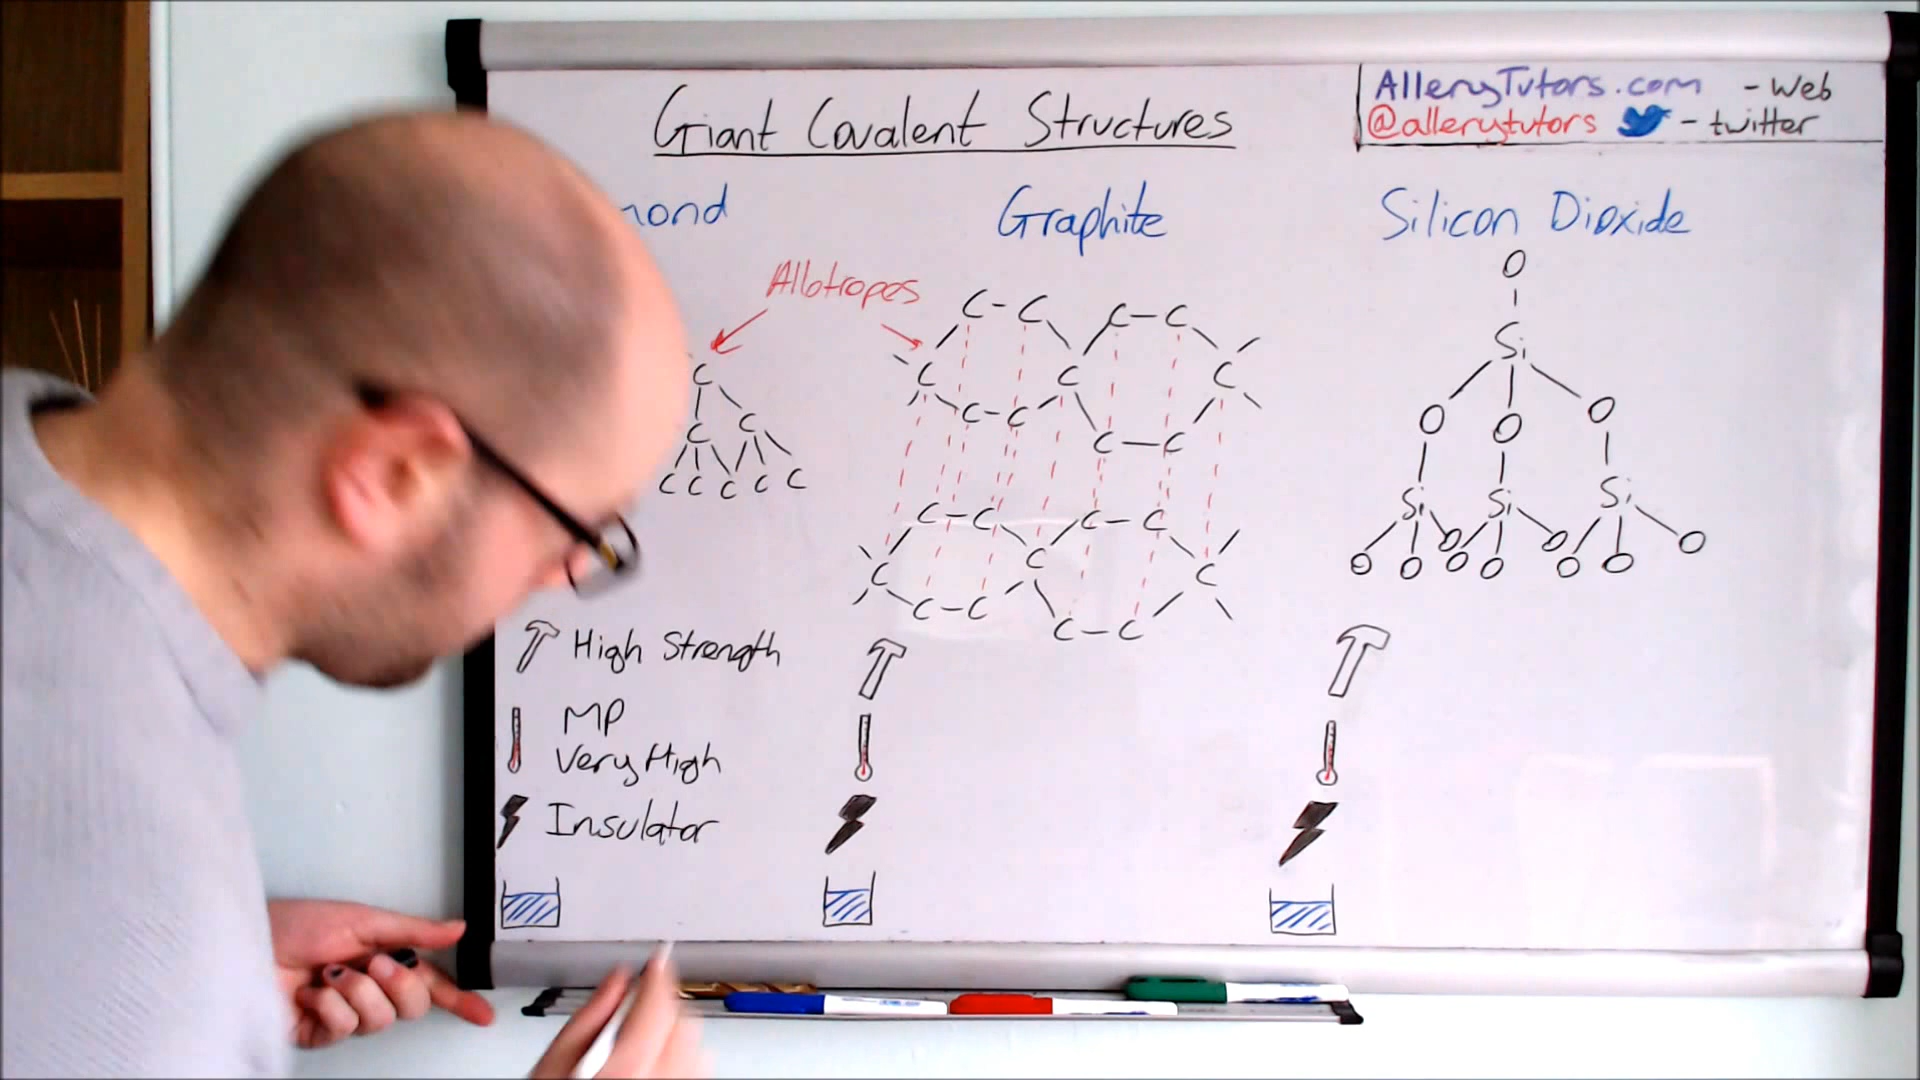 Giant Covalent Structures
AlleryTutors.com - Web
@allerytutors - twitter
mond
Graphite
Silicon Dioxide
Allotropes
C
C C
C C C C C
C-C C-C
C C C
C-C
C-C
C-C C-C
C C C
C-C
C-C
O
Si
O O O
Si Si Si
O O O O O O O O O
High Strength
MP
Very High
Insulator